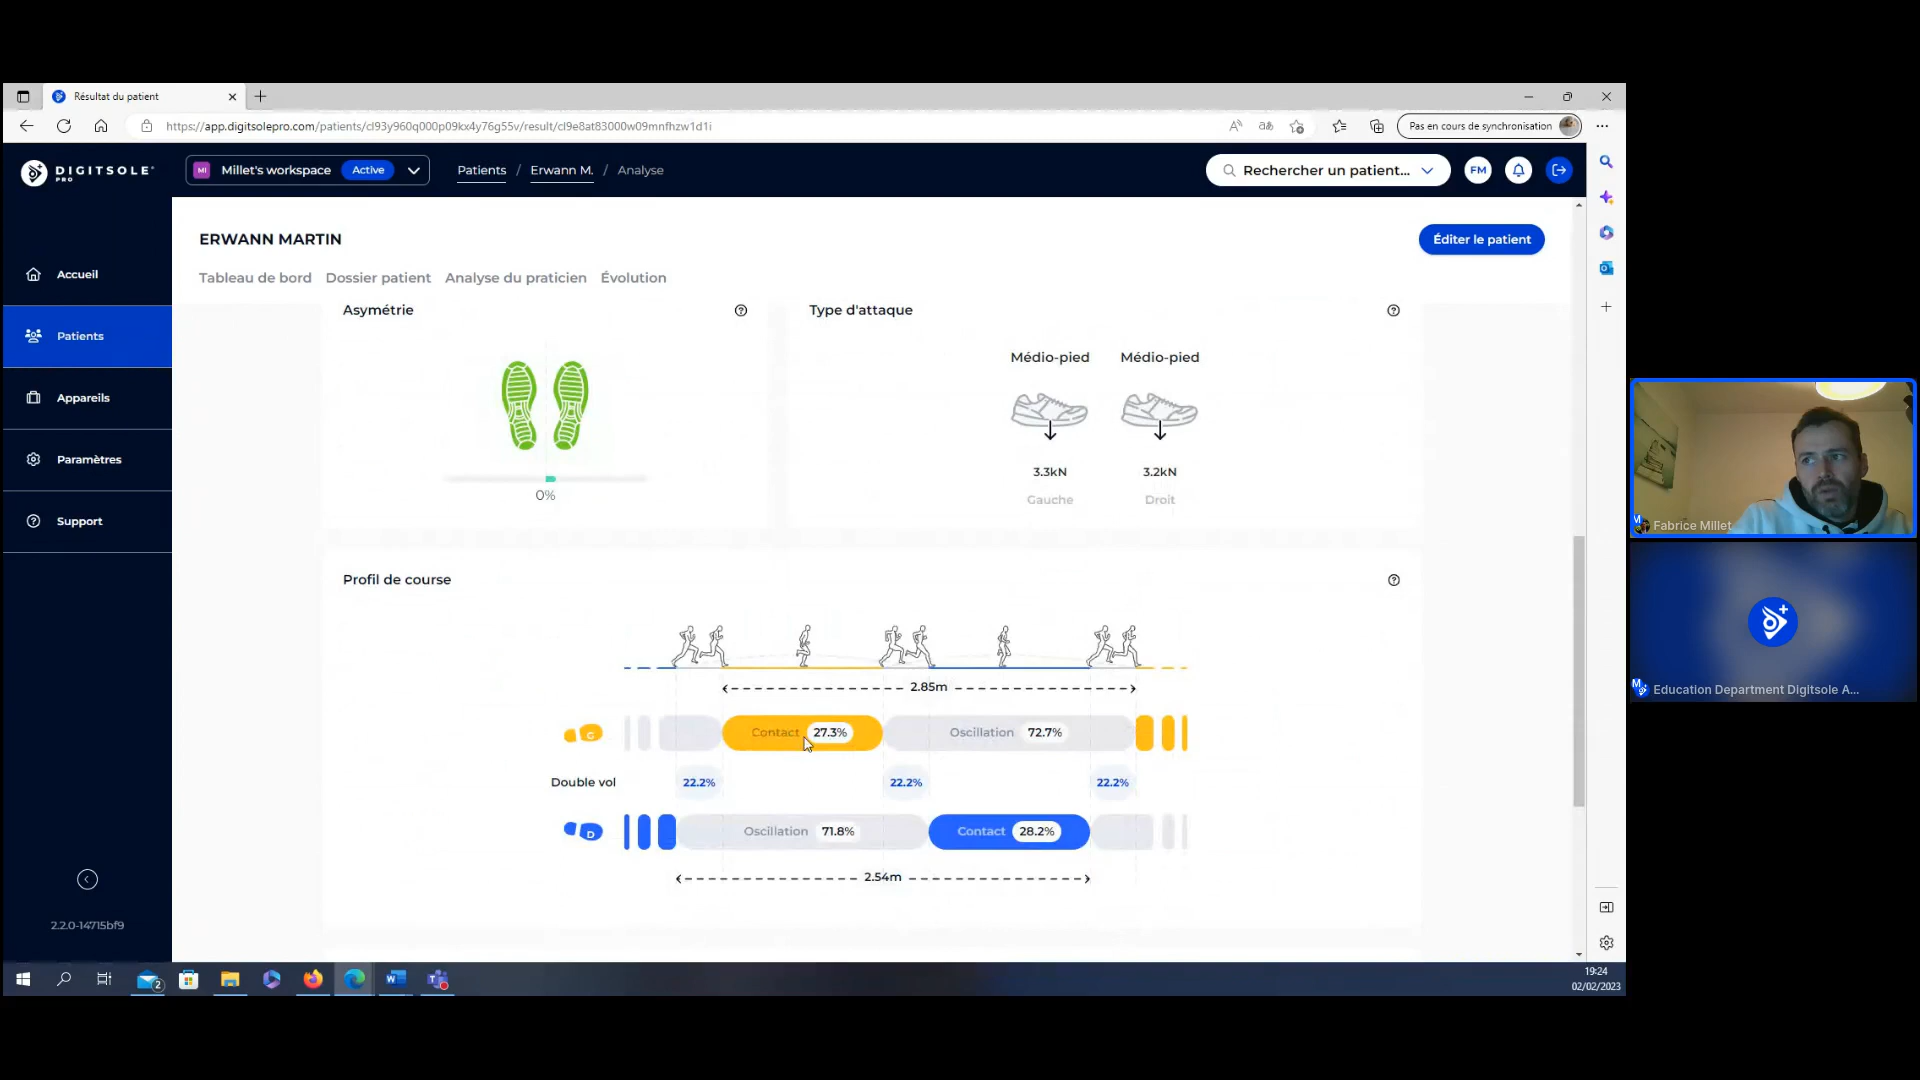 Résultat du patient
https://app.digitsolepro.com/patients/cl93y960q000p09kx4y76g55v/result/cl9e8at83000w09mnfhzw1d1i
Pas en cours de synchronisation
DIGITSOLE
PRO
MI
Millet's workspace
Active
Patients / Erwann M. / Analyse
Rechercher un patient...
FM
ERWANN MARTIN
Éditer le patient
Tableau de bord
Dossier patient
Analyse du praticien
Évolution
Accueil
Patients
Appareils
Paramètres
Support
2.2.0-14715bf9
Asymétrie
0%
Type d'attaque
Médio-pied
Médio-pied
3.3kN
3.2kN
Gauche
Droit
Profil de course
2.85m
G
Contact 27.3%
Oscillation 72.7%
Double vol
22.2%
22.2%
22.2%
D
Oscillation 71.8%
Contact 28.2%
2.54m
2
19:24
02/02/2023
Fabrice Millet
Education Department Digitsole A...